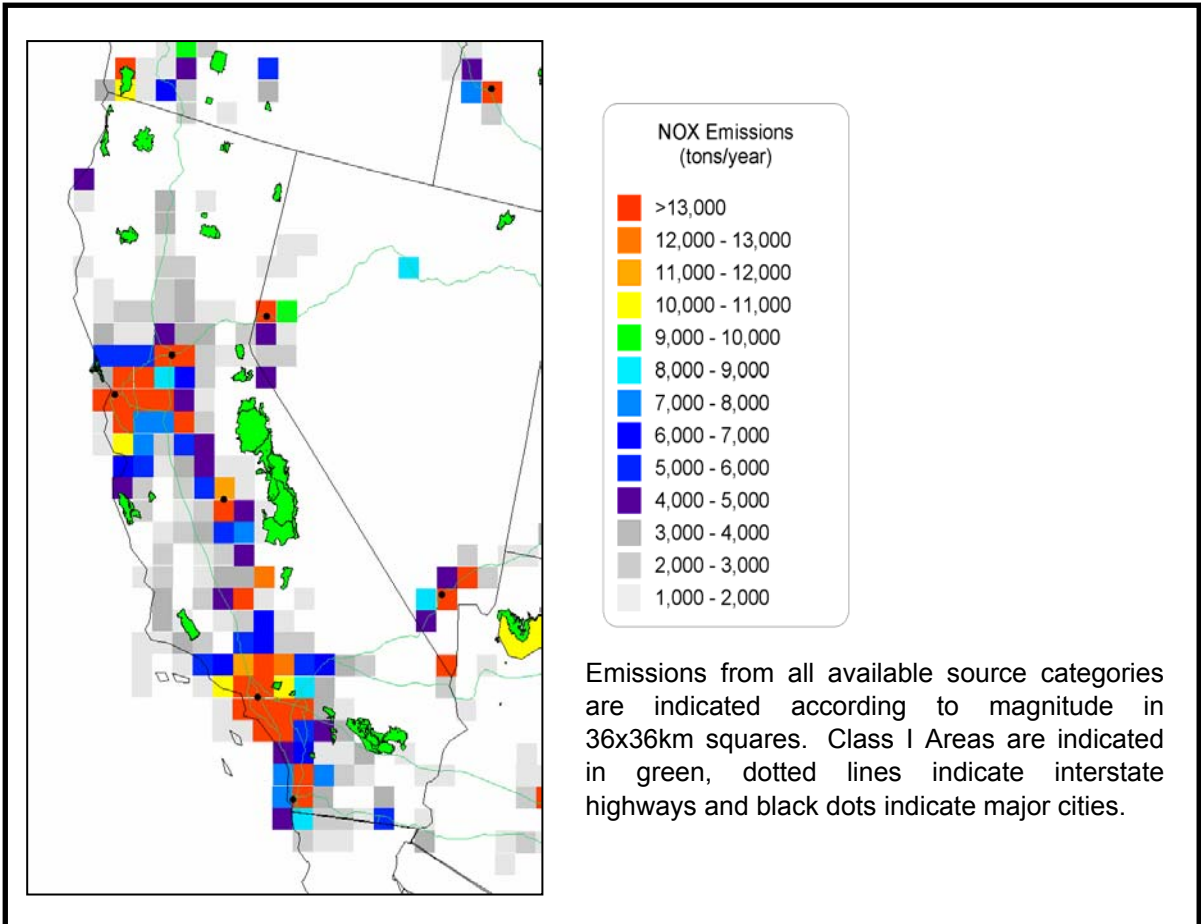 NOX Emissions
(tons/year)
>13,000
12,000 - 13,000
11,000 - 12,000
10,000 - 11,000
9,000 - 10,000
8,000 - 9,000
7,000 - 8,000
6,000 - 7,000
5,000 - 6,000
4,000 - 5,000
3,000 - 4,000
2,000 - 3,000
1,000 - 2,000
Emissions from all available source categories
are indicated according to magnitude in
36x36km squares. Class I Areas are indicated
in green, dotted lines indicate interstate
highways and black dots indicate major cities.